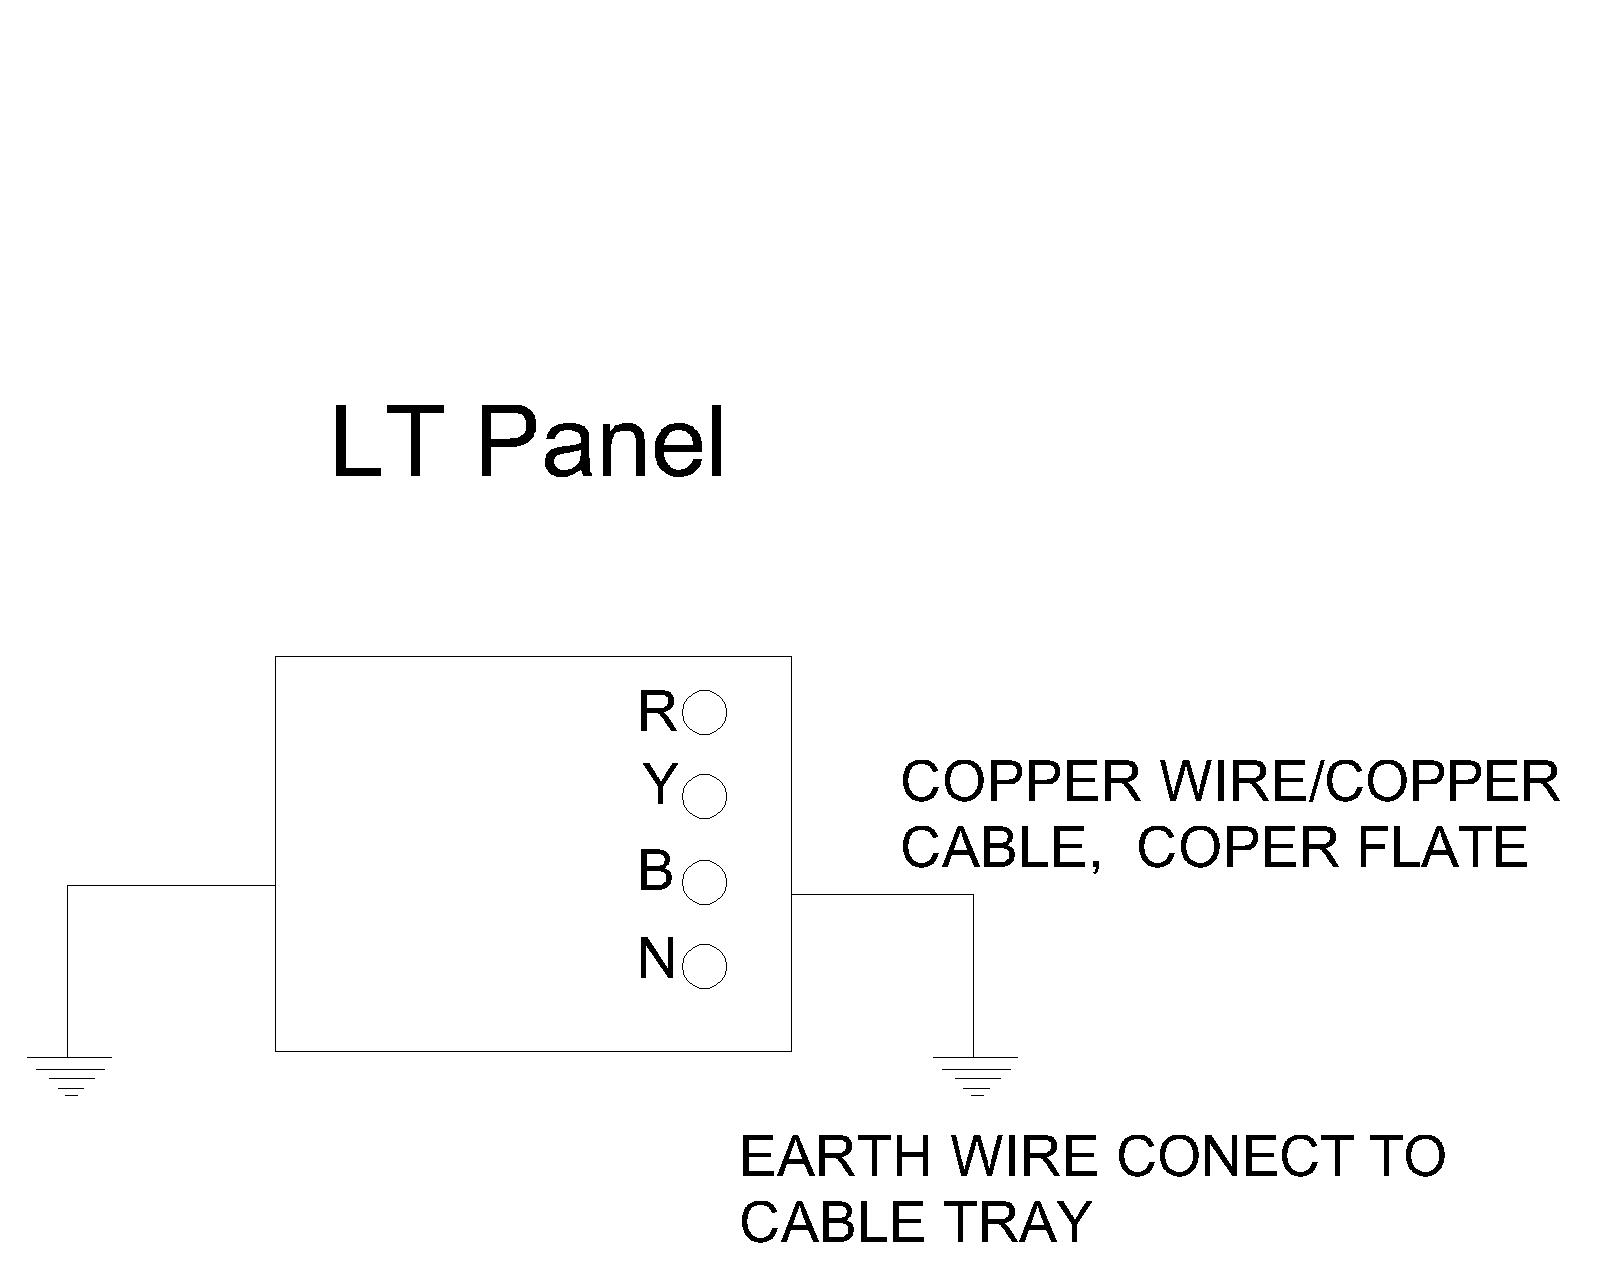 LT Panel
R
Y
B
N
COPPER WIRE/COPPER
CABLE,  COPER FLATE
EARTH WIRE CONECT TO
CABLE TRAY